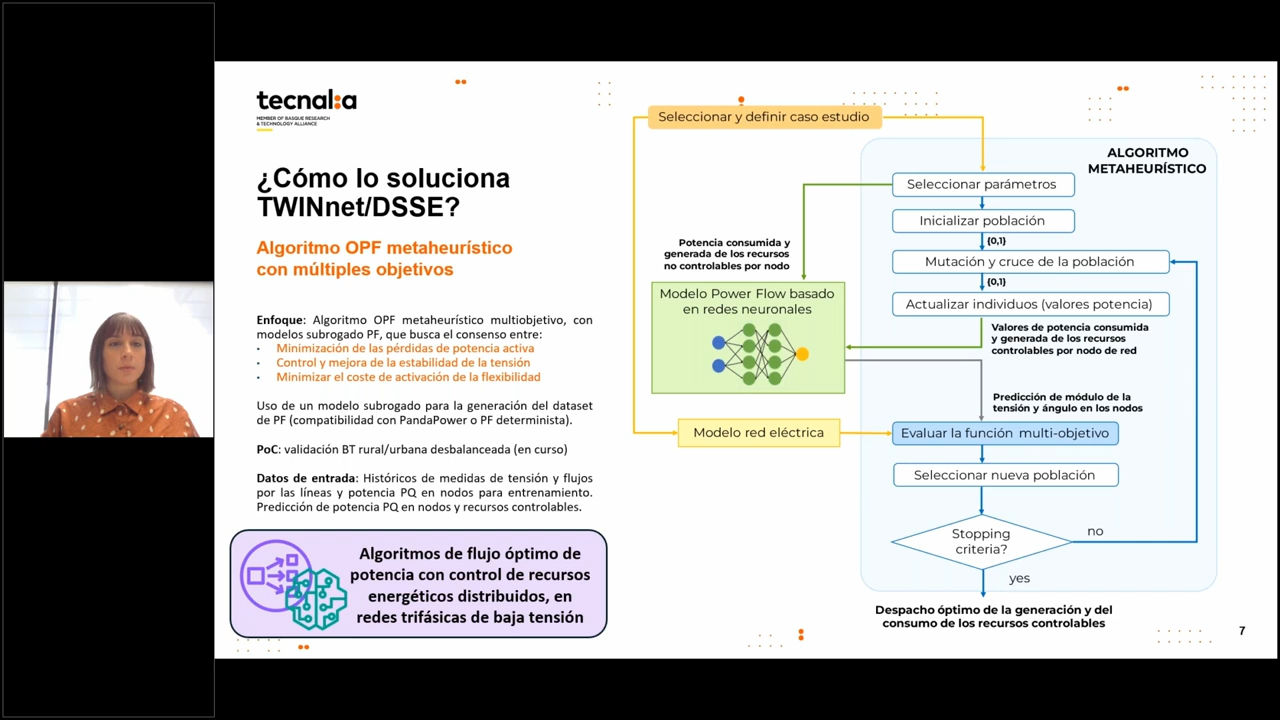 tecnal:a
MEMBER OF BASQUE RESEARCH
& TECHNOLOGY ALLIANCE
¿Cómo lo soluciona
TWINnet/DSSE?
Algoritmo OPF metaheurístico
con múltiples objetivos
Enfoque: Algoritmo OPF metaheurístico multiobjetivo, con
modelos subrogado PF, que busca el consenso entre:
• Minimización de las pérdidas de potencia activa
• Control y mejora de la estabilidad de la tensión
• Minimizar el coste de activación de la flexibilidad
Uso de un modelo subrogado para la generación del dataset
de PF (compatibilidad con PandaPower o PF determinista).
PoC: validación BT rural/urbana desbalanceada (en curso)
Datos de entrada: Históricos de medidas de tensión y flujos
por las líneas y potencia PQ en nodos para entrenamiento.
Predicción de potencia PQ en nodos y recursos controlables.
Algoritmos de flujo óptimo de
potencia con control de recursos
energéticos distribuidos, en
redes trifásicas de baja tensión
Seleccionar y definir caso estudio
ALGORITMO
METAHEURÍSTICO
Seleccionar parámetros
Inicializar población
{0,1}
Mutación y cruce de la población
{0,1}
Actualizar individuos (valores potencia)
Potencia consumida y
generada de los recursos
no controlables por nodo
Modelo Power Flow basado
en redes neuronales
Valores de potencia consumida
y generada de los recursos
controlables por nodo de red
Predicción de módulo de la
tensión y ángulo en los nodos
Modelo red eléctrica
Evaluar la función multi-objetivo
Seleccionar nueva población
Stopping
criteria?
no
yes
Despacho óptimo de la generación y del
consumo de los recursos controlables
7